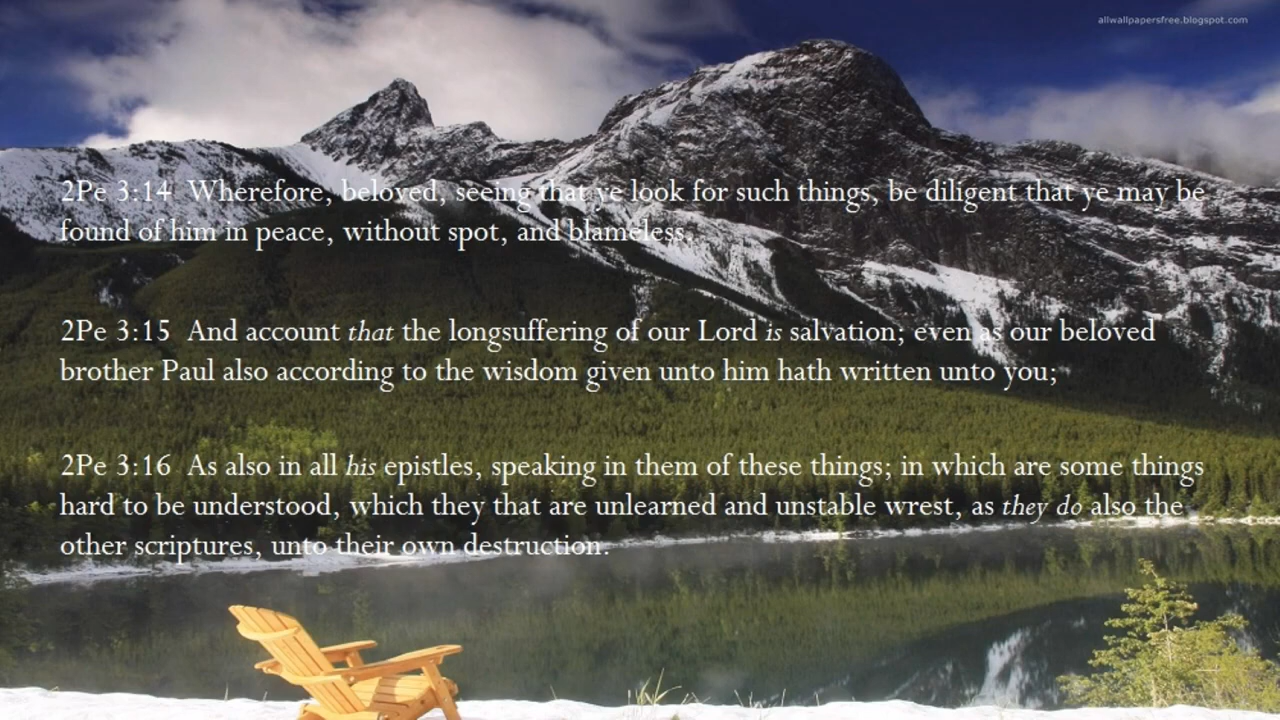 allwallpapersfree.blogspot.com
2Pe 3:14 Wherefore, beloved, seeing that ye look for such things, be diligent that ye may be
found of him in peace, without spot, and blameless.
2Pe 3:15 And account that the longsuffering of our Lord is salvation; even as our beloved
brother Paul also according to the wisdom given unto him hath written unto you;
2Pe 3:16 As also in all his epistles, speaking in them of these things; in which are some things
hard to be understood, which they that are unlearned and unstable wrest, as they do also the
other scriptures, unto their own destruction.